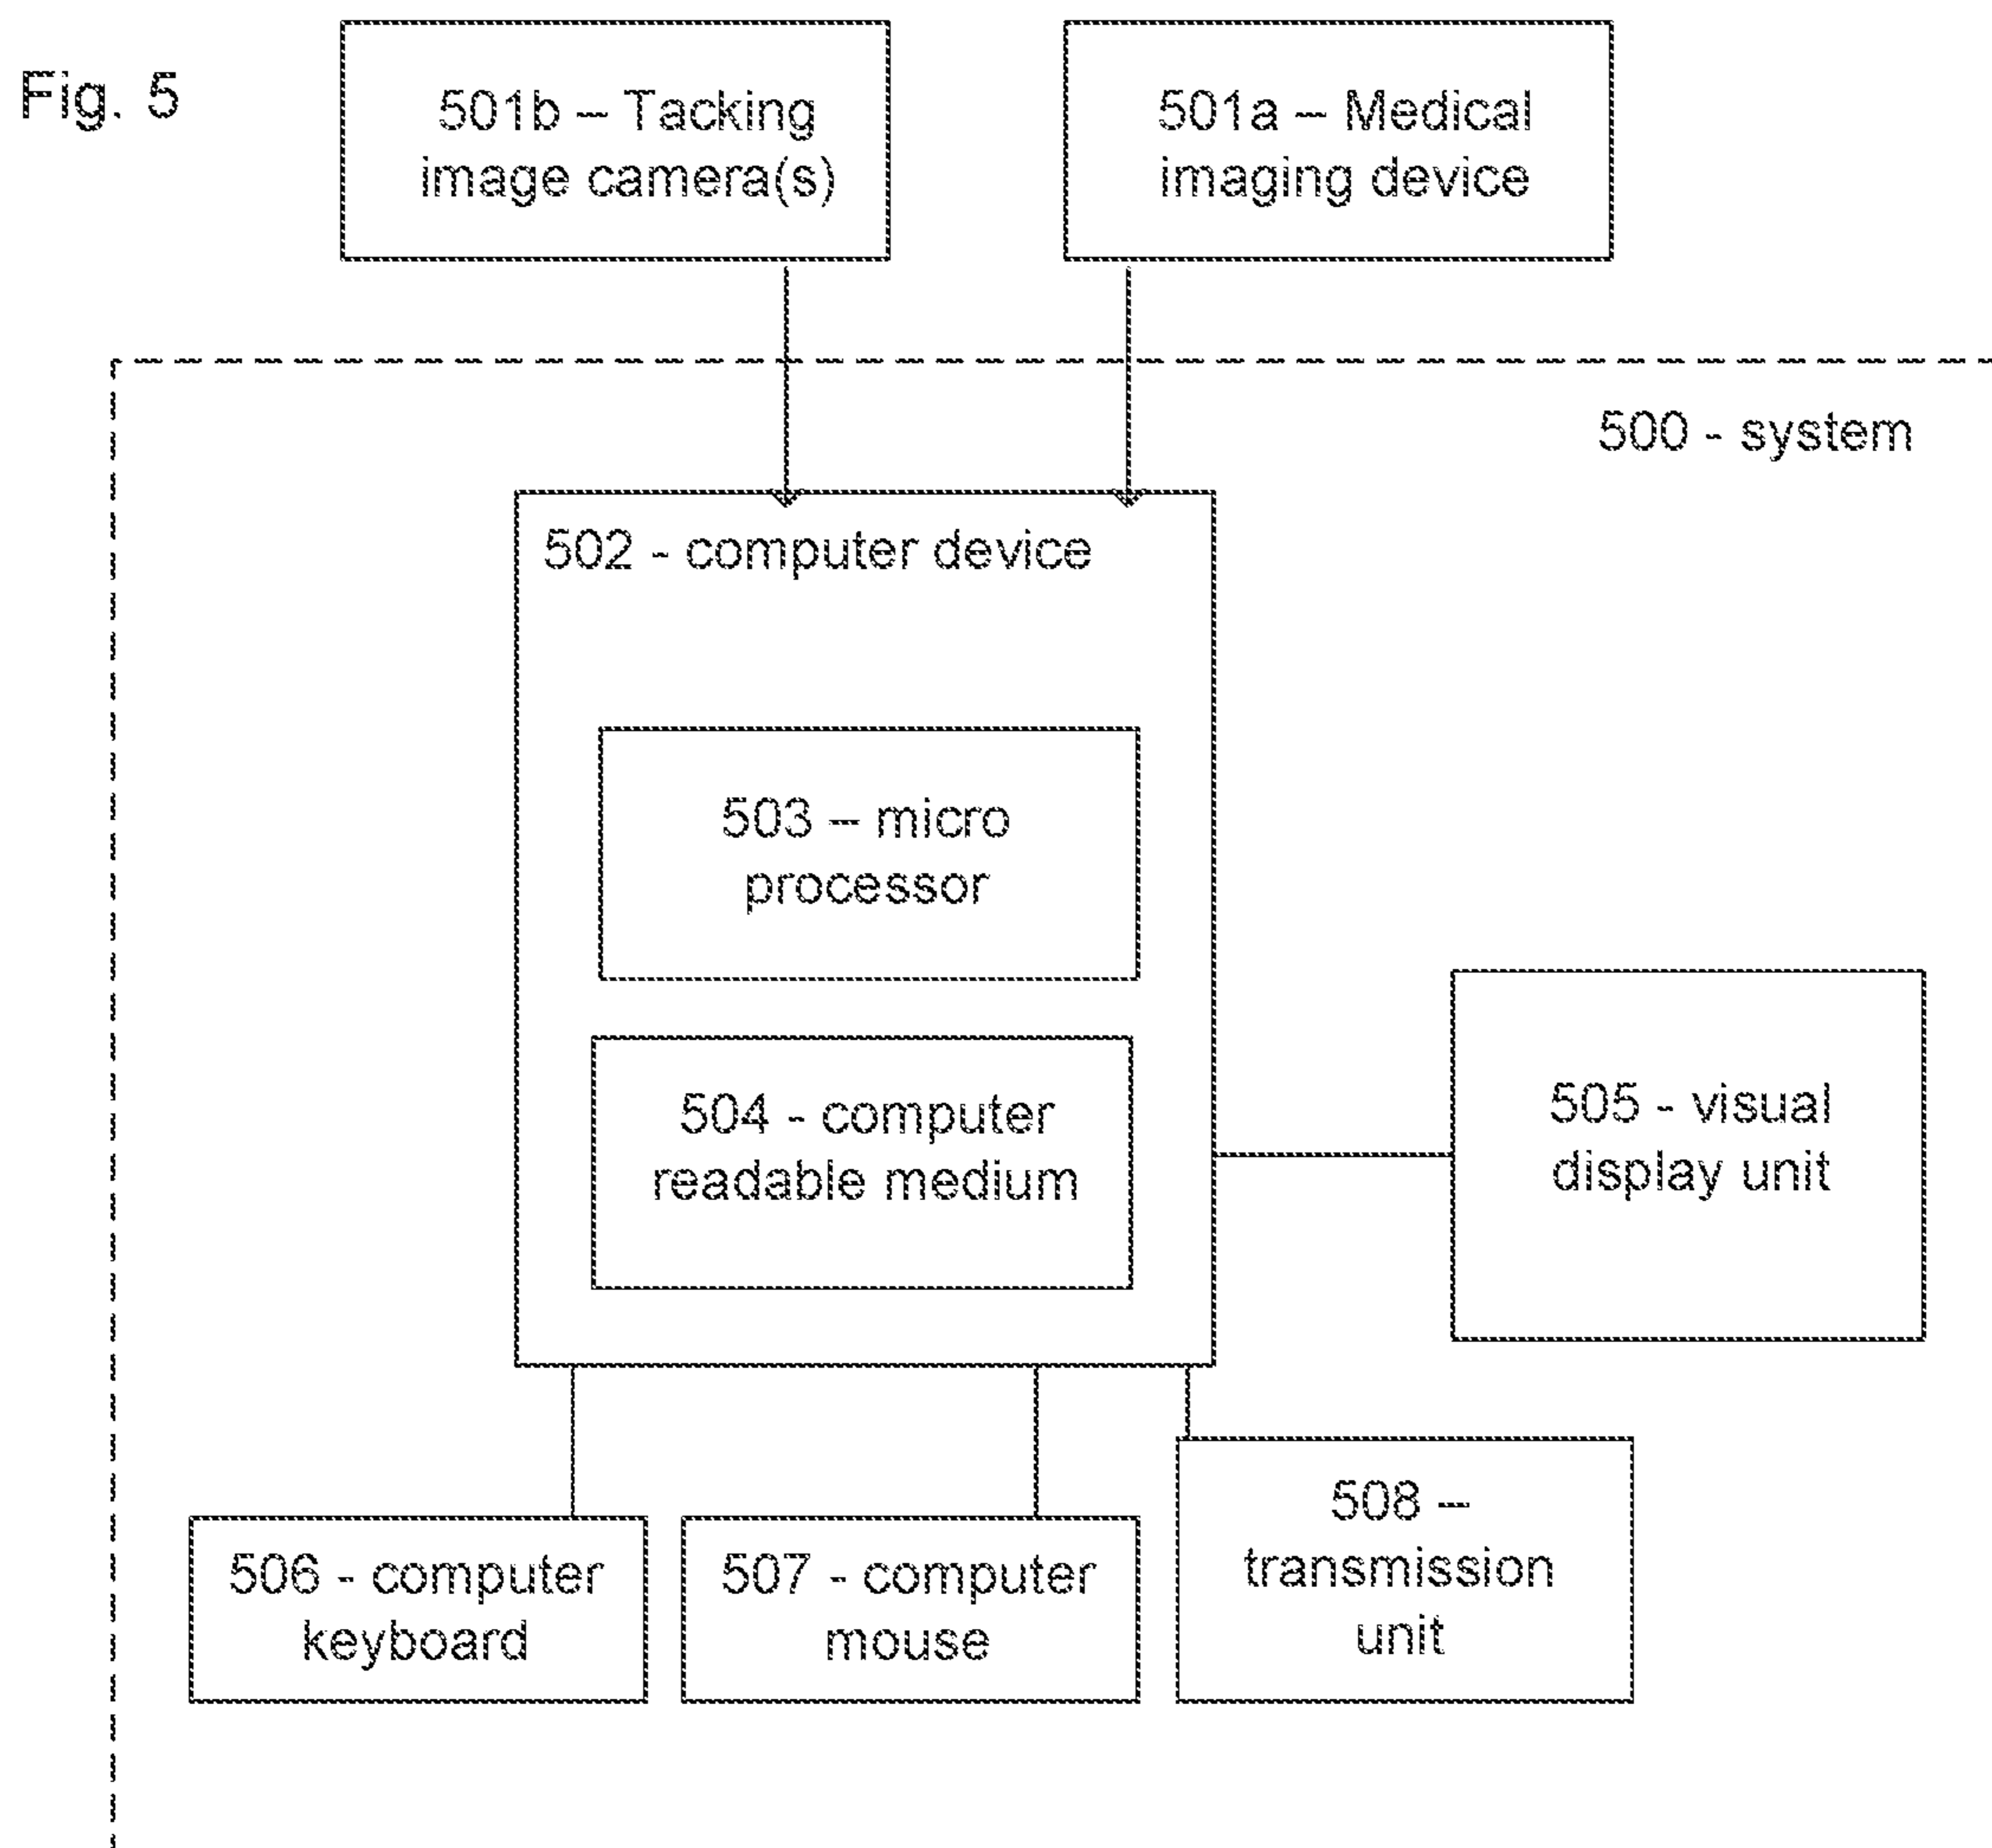 Fig. 5
501b – Tacking
image camera(s)
501a – Medical
imaging device
500 - system
502 - computer device
503 – micro
processor
504 - computer
readable medium
505 - visual
display unit
506 - computer
keyboard
507 - computer
mouse
508 –
transmission
unit